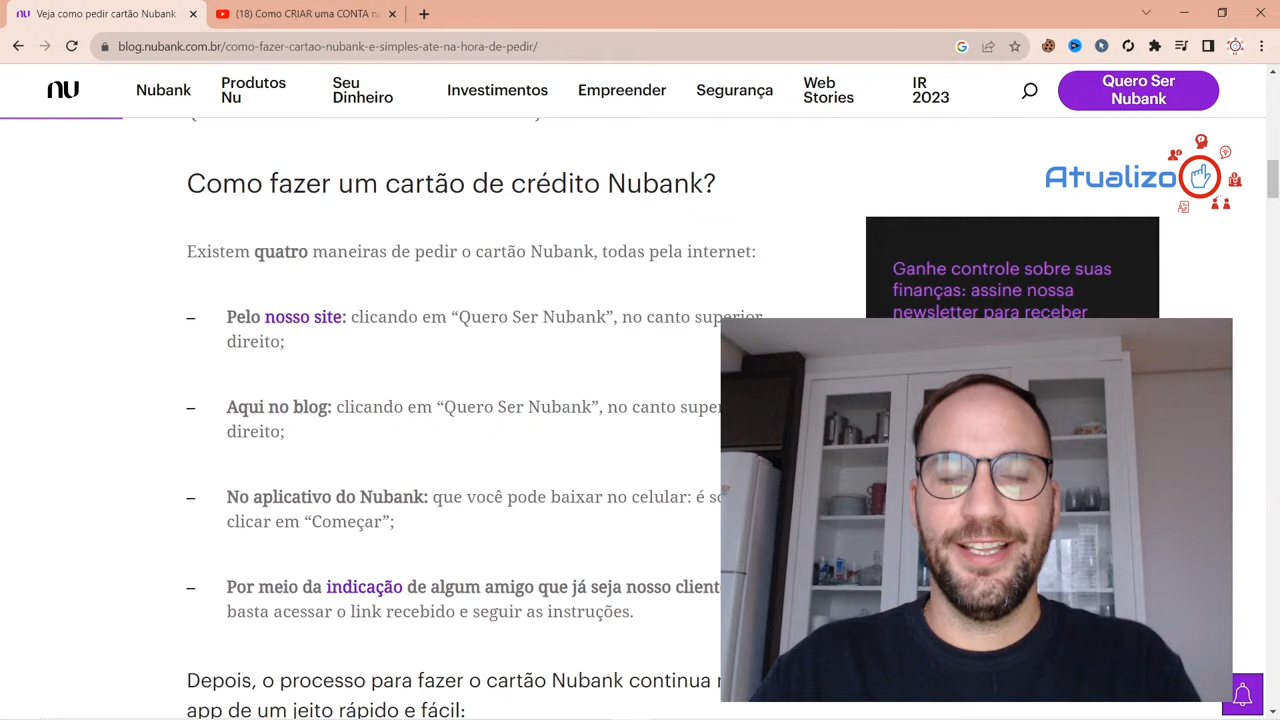 Veja como pedir cartão Nubank
(18) Como CRIAR uma CONTA na
blog.nubank.com.br/como-fazer-cartao-nubank-e-simples-ate-na-hora-de-pedir/
nu
Nubank
Produtos
Nu
Seu
Dinheiro
Investimentos
Empreender
Segurança
Web
Stories
IR
2023
Quero Ser
Nubank
Atualizo
Como fazer um cartão de crédito Nubank?
Existem quatro maneiras de pedir o cartão Nubank, todas pela internet:
– Pelo nosso site: clicando em “Quero Ser Nubank”, no canto superior
direito;
– Aqui no blog: clicando em “Quero Ser Nubank”, no canto super
direito;
– No aplicativo do Nubank: que você pode baixar no celular: é só
clicar em “Começar”;
– Por meio da indicação de algum amigo que já seja nosso cliente
basta acessar o link recebido e seguir as instruções.
Depois, o processo para fazer o cartão Nubank continua n
app de um jeito rápido e fácil:
Ganhe controle sobre suas
finanças: assine nossa
newsletter para receber